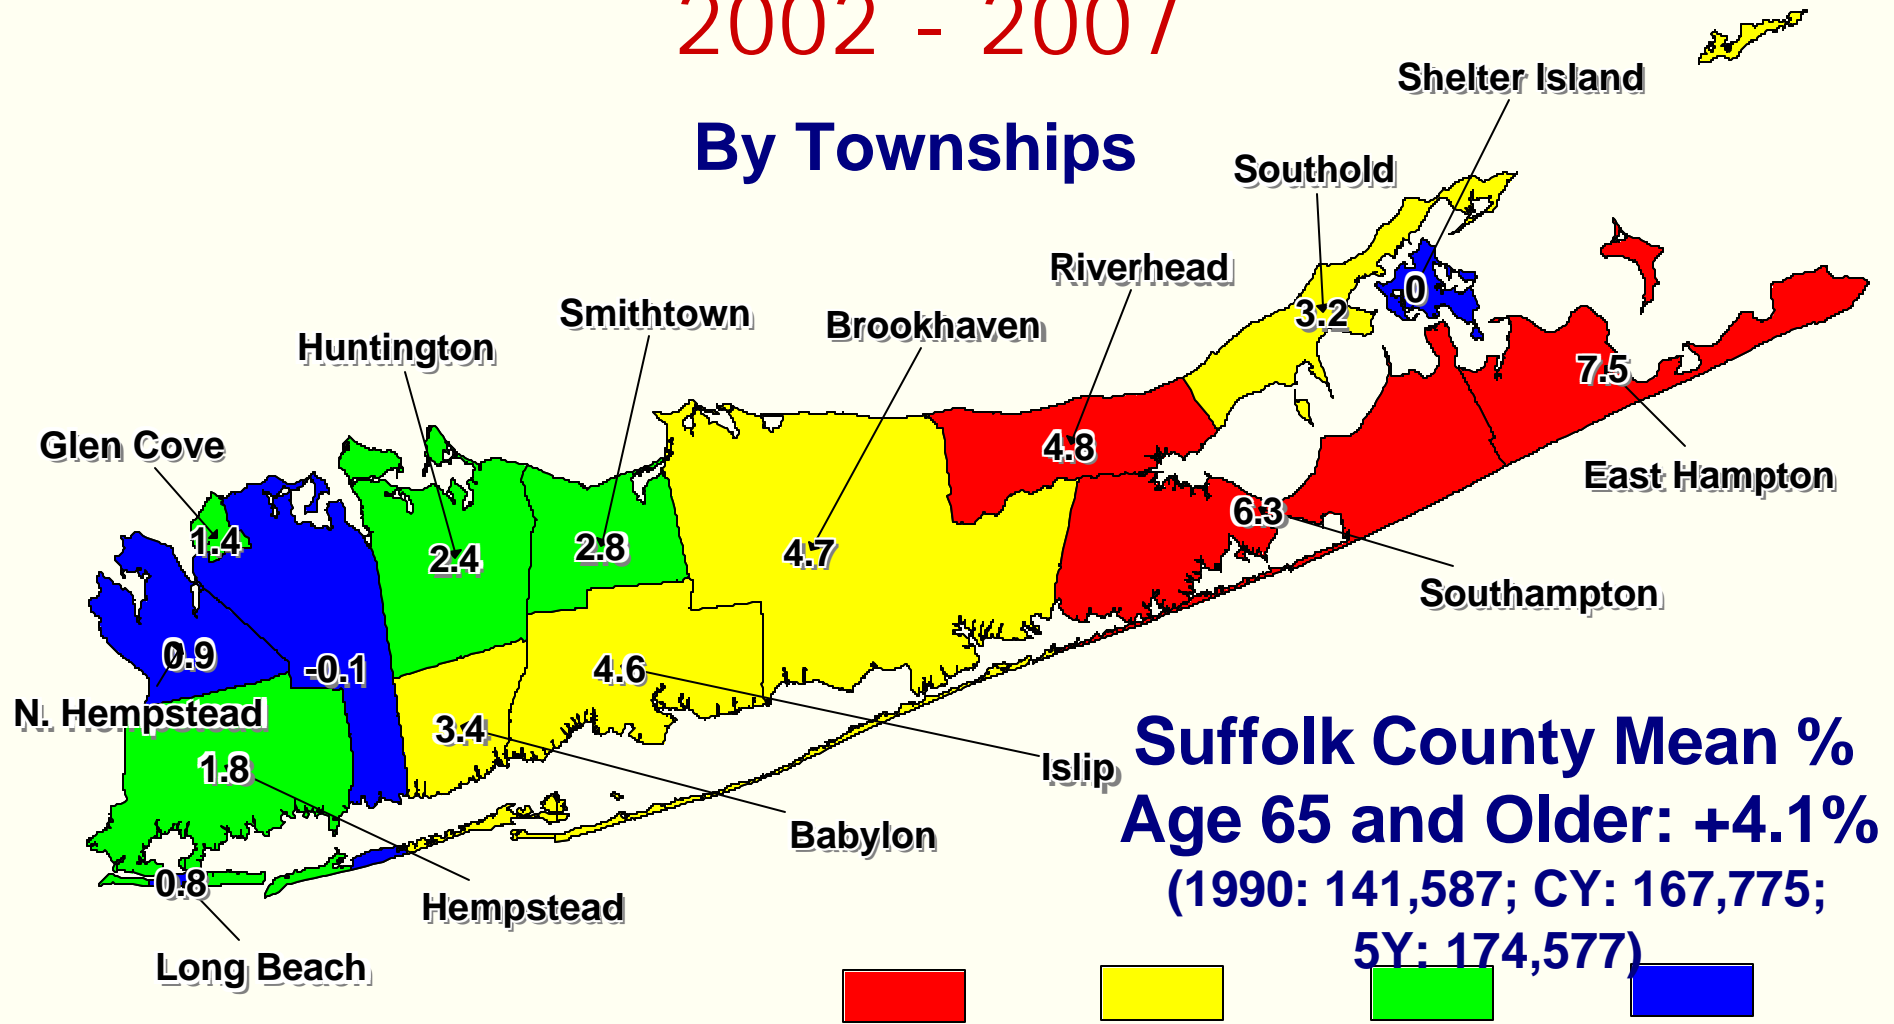 2002 - 2007
Shelter Island
By Townships
Southold
Riverhead
0
Smithtown
3.2
Brookhaven
Huntington
7.5
Glen Cove
4.8
East Hampton
6.3
1.4
2.8
4.7
2.4
Southampton
0.9
-0.1
4.6
N. Hempstead
3.4
1.8
Islip
Babylon
Suffolk County Mean %
Age 65 and Older: +4.1%
(1990: 141,587; CY: 167,775;
5Y: 174,577)
0.8
Hempstead
Long Beach